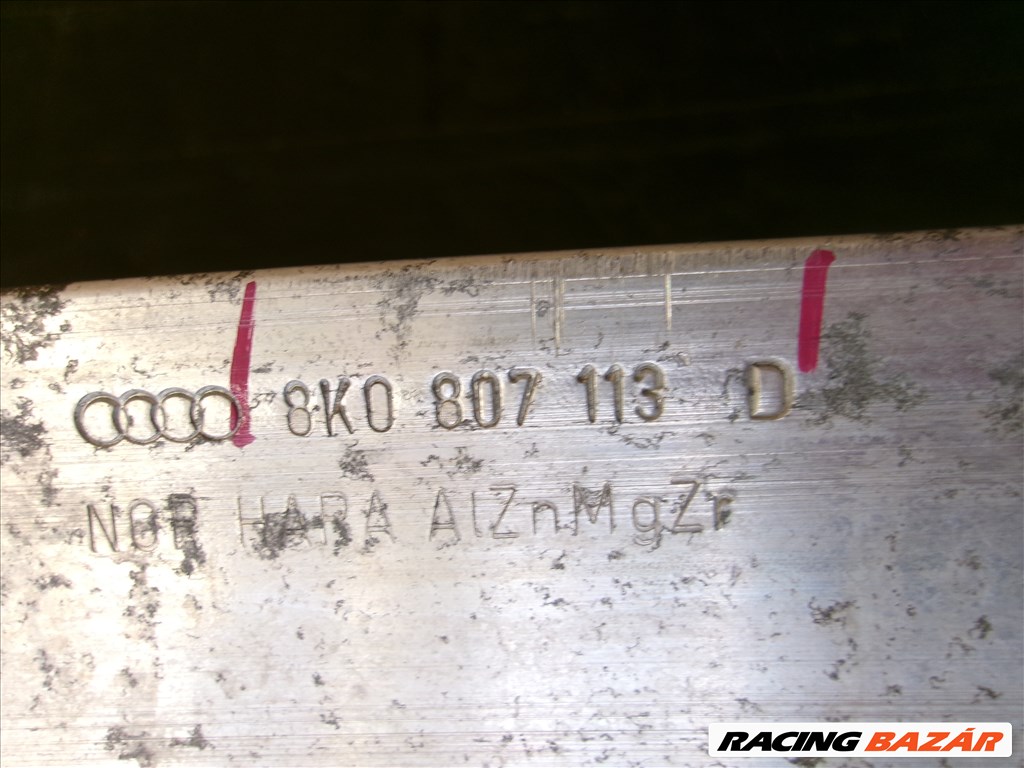 8K0 807 113 D
NOR HARA AlZnMgZr
RACING BAZÁR